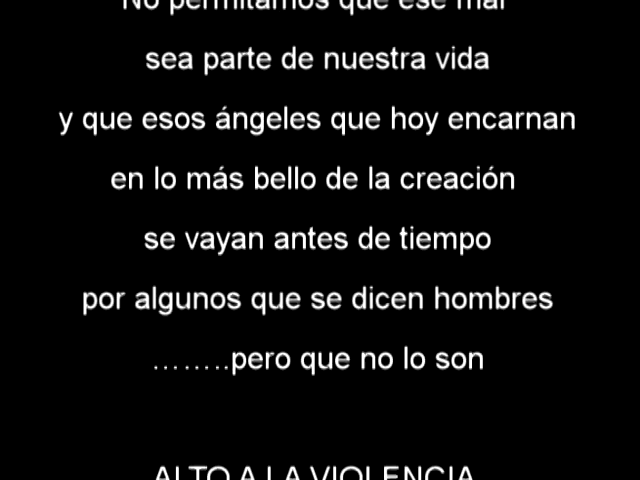 No permitamos que ese mal
sea parte de nuestra vida
y que esos ángeles que hoy encarnan
en lo más bello de la creación
se vayan antes de tiempo
por algunos que se dicen hombres
……..pero que no lo son
ALTO A LA VIOLENCIA